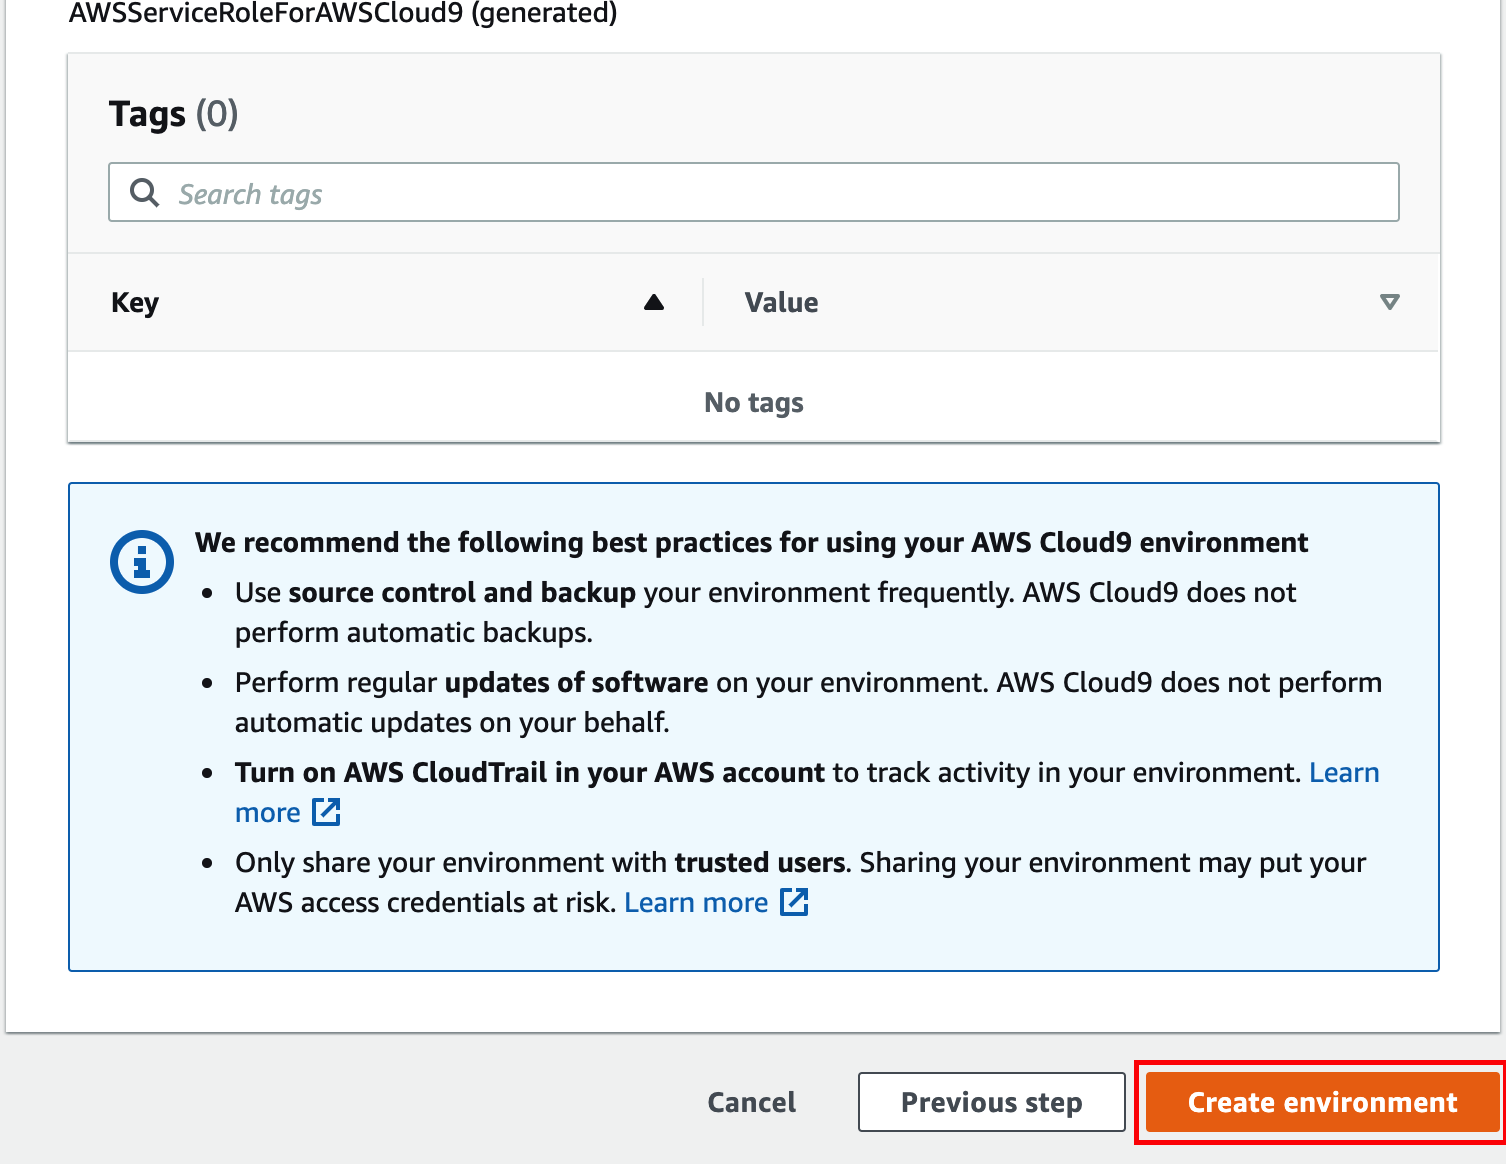 AWSServiceRoleForAWSCloud9 (generated)
Tags (0)
Search tags
Key
Value
No tags
We recommend the following best practices for using your AWS Cloud9 environment
• Use source control and backup your environment frequently. AWS Cloud9 does not
perform automatic backups.
• Perform regular updates of software on your environment. AWS Cloud9 does not perform
automatic updates on your behalf.
• Turn on AWS CloudTrail in your AWS account to track activity in your environment. Learn
more
• Only share your environment with trusted users. Sharing your environment may put your
AWS access credentials at risk. Learn more
Cancel
Previous step
Create environment